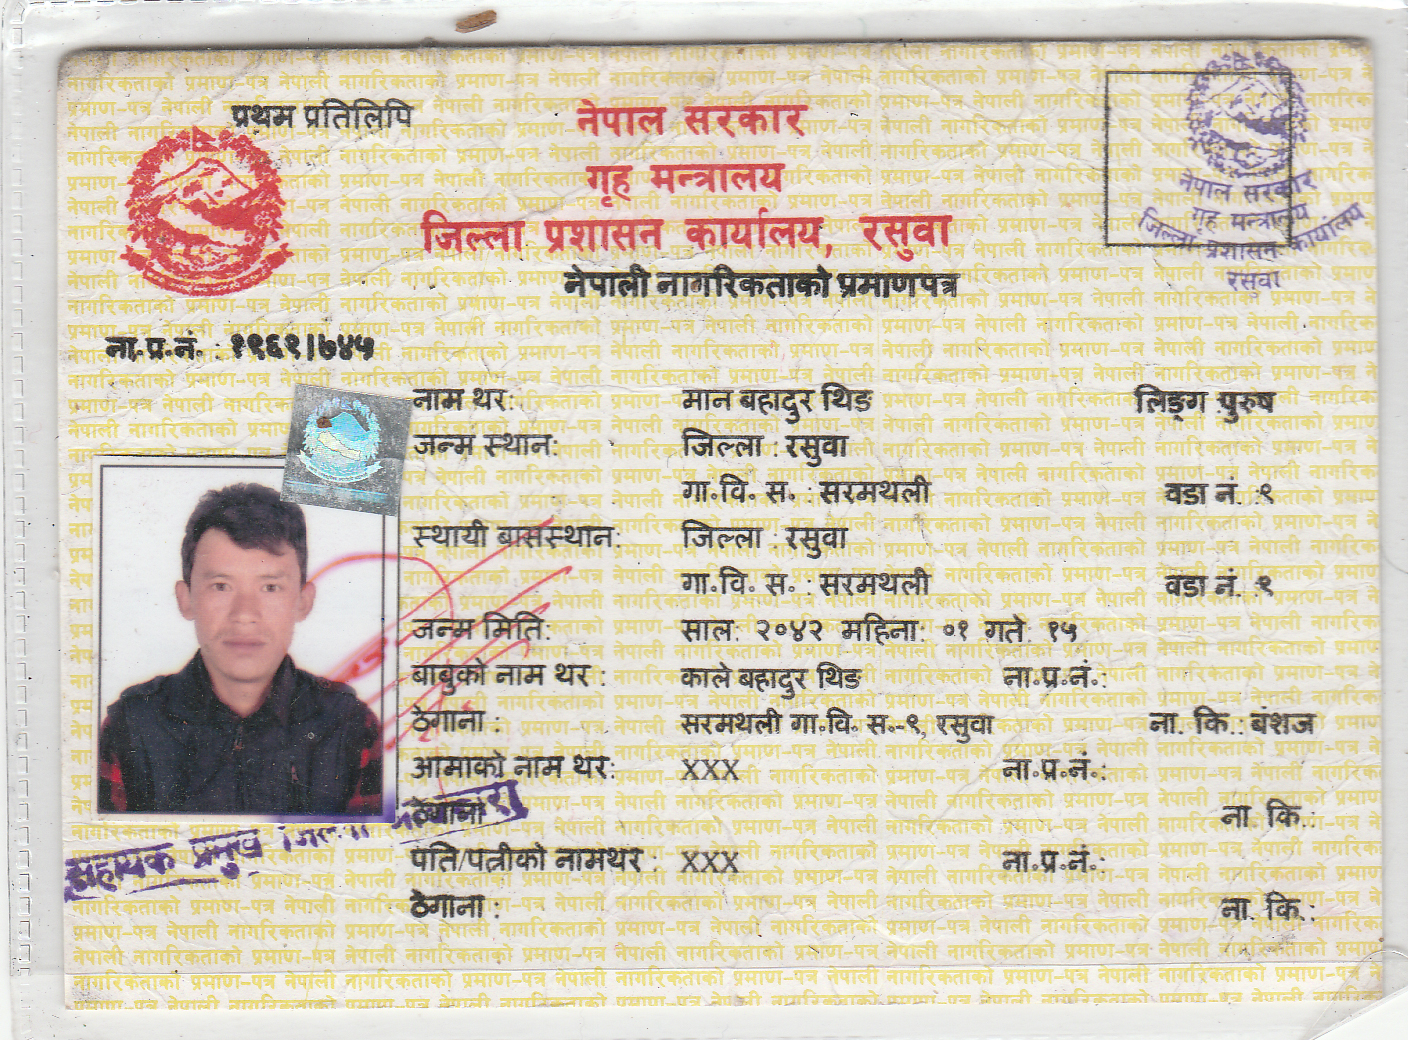 प्रथम प्रतिलिपि
नेपाल सरकार
गृह मन्त्रालय
जिल्ला प्रशासन कार्यालय, रसुवा
नेपाली नागरिकताको प्रमाणपत्र
नेपाल सरकार
गृह मन्त्रालय
जिल्ला प्रशासन कार्यालय
रसुवा
ना.प्र.नं. : १९६९।७४५
नाम थर: मान बहादुर थिङ लिङ्ग पुरुष
जन्म स्थान: जिल्ला : रसुवा
गा.वि. स. : सरमथली वडा नं. : ९
स्थायी बासस्थान: जिल्ला : रसुवा
गा.वि. स. : सरमथली वडा नं. : ९
जन्म मिति: साल: २०४२ महिना: ०१ गते: १५
बाबुको नाम थर : काले बहादुर थिङ ना.प्र.नं.:
ठेगाना : सरमथली गा.वि. स.-९, रसुवा ना. कि.: बंशज
आमाको नाम थर: XXX ना.प्र.नं.:
ना. कि.:
सहायक प्रमुख
पति/पत्नीको नामथर : XXX ना.प्र.नं.:
ठेगाना : ना. कि.: